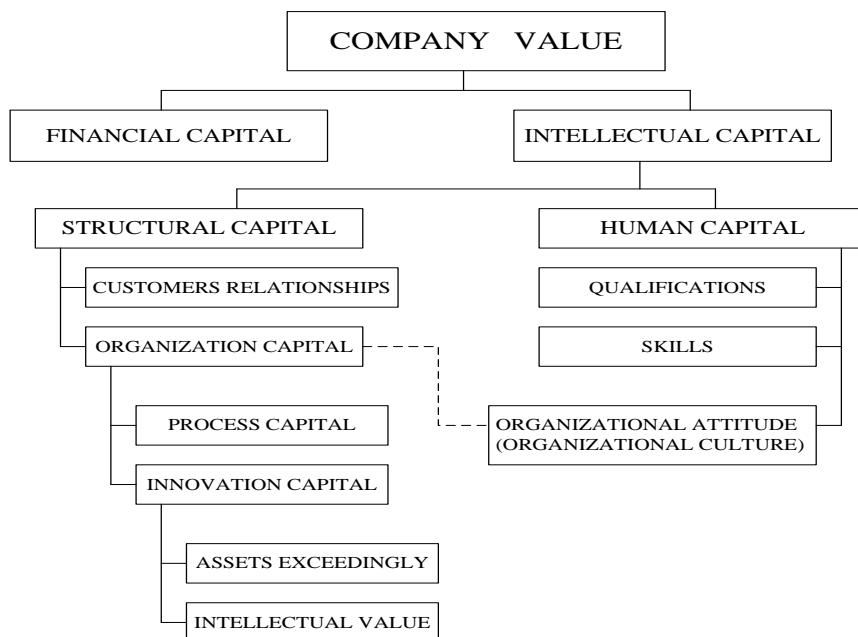 COMPANY VALUE
FINANCIAL CAPITAL
INTELLECTUAL CAPITAL
STRUCTURAL CAPITAL
HUMAN CAPITAL
CUSTOMERS RELATIONSHIPS
QUALIFICATIONS
ORGANIZATION CAPITAL
SKILLS
PROCESS CAPITAL
ORGANIZATIONAL ATTITUDE
(ORGANIZATIONAL CULTURE)
INNOVATION CAPITAL
ASSETS EXCEEDINGLY
INTELLECTUAL VALUE